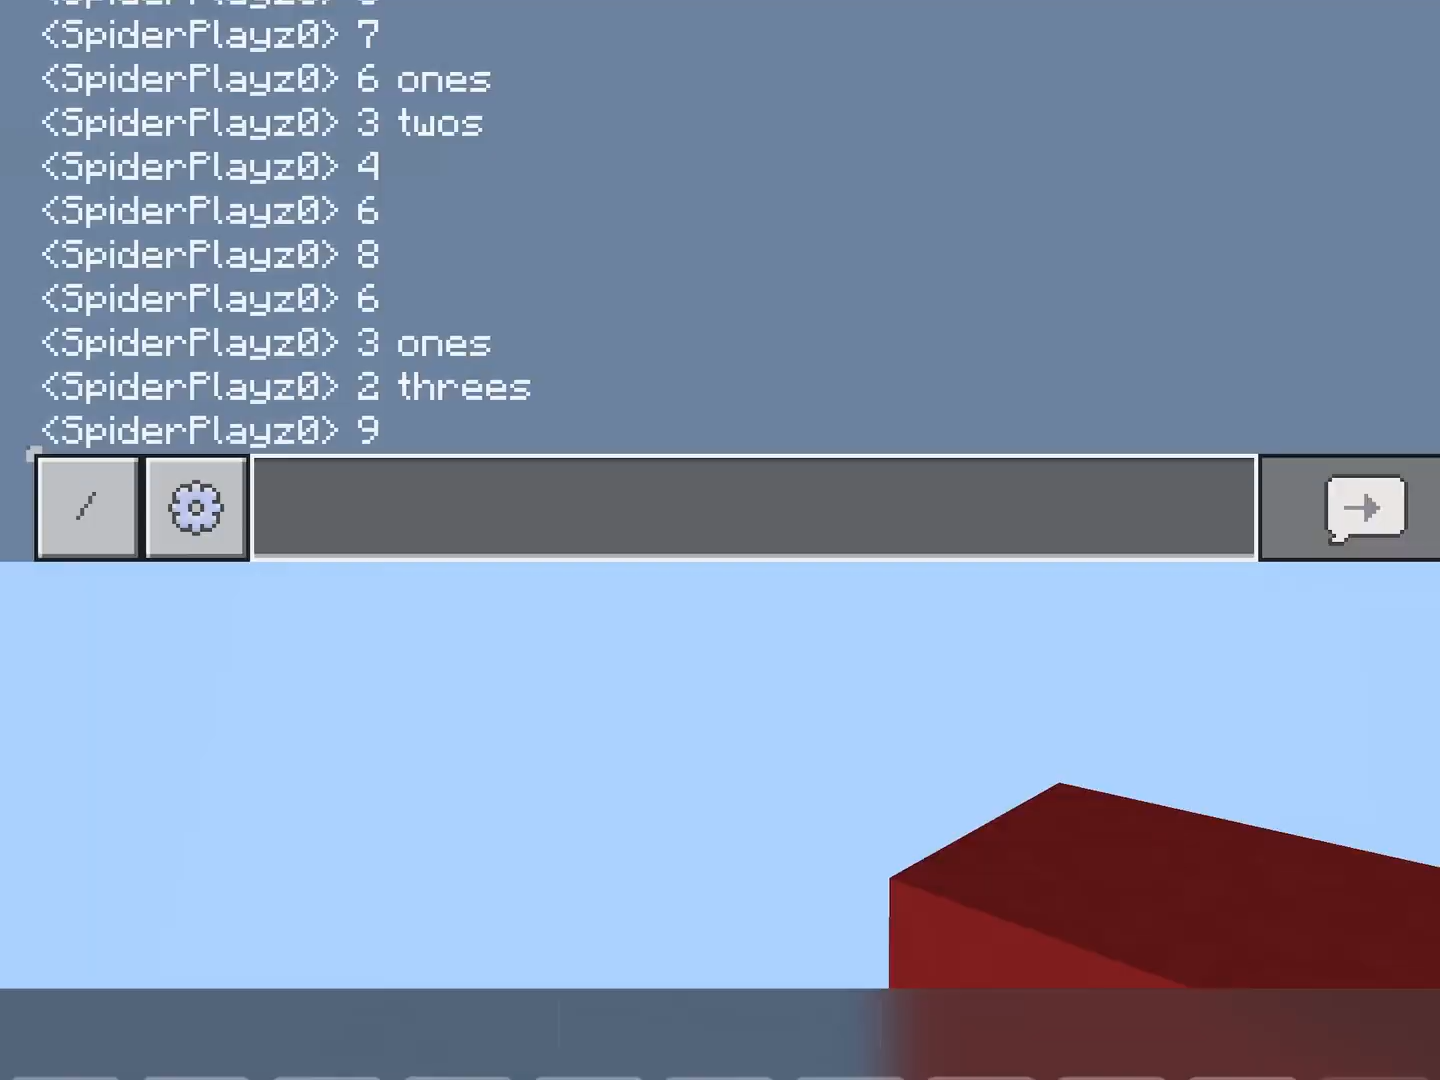 <SpiderPlayz0> 7
<SpiderPlayz0> 6 ones
<SpiderPlayz0> 3 twos
<SpiderPlayz0> 4
<SpiderPlayz0> 6
<SpiderPlayz0> 8
<SpiderPlayz0> 6
<SpiderPlayz0> 3 ones
<SpiderPlayz0> 2 threes
<SpiderPlayz0> 9
/